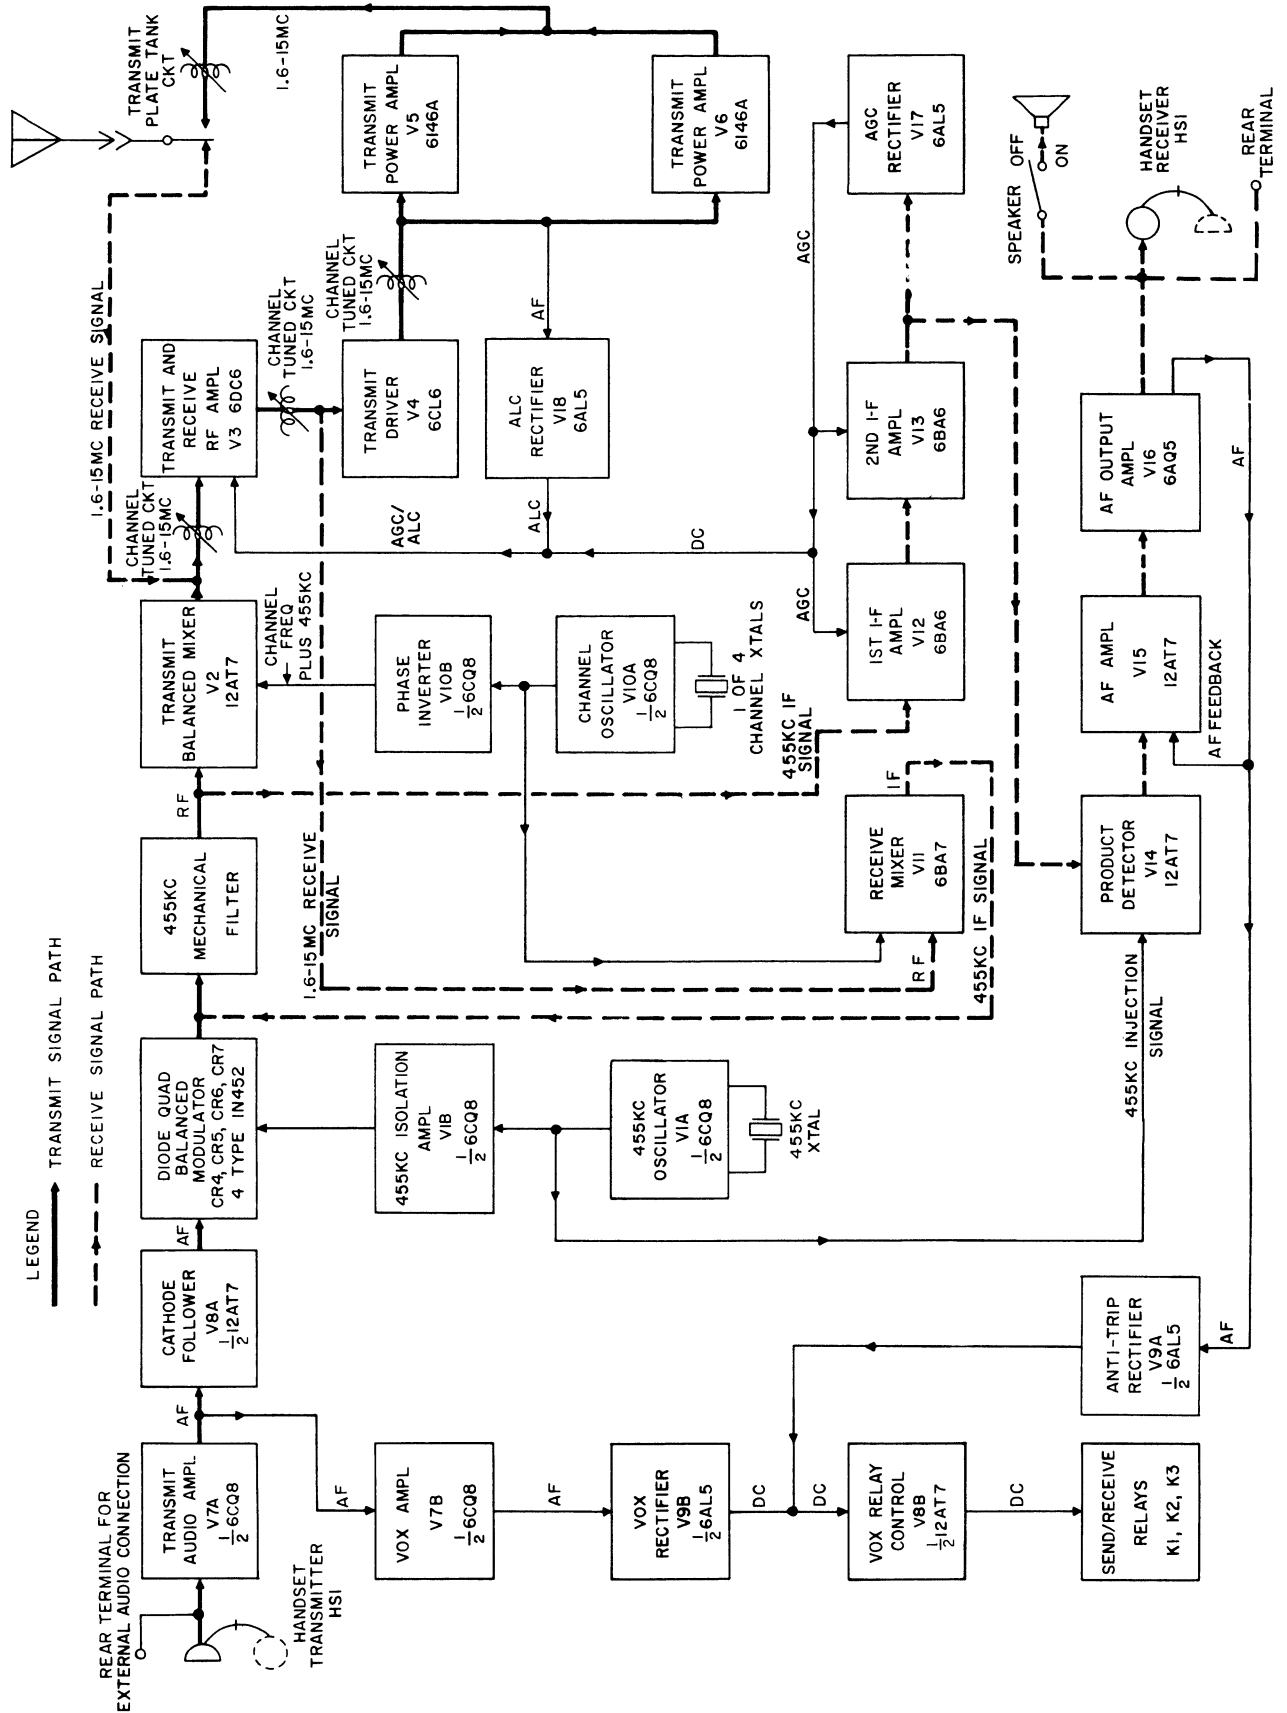 LEGEND
TRANSMIT SIGNAL PATH
RECEIVE SIGNAL PATH
REAR TERMINAL FOR
EXTERNAL AUDIO CONNECTION
HANDSET
TRANSMITTER
HS1
TRANSMIT
AUDIO AMPL
V7A
1/2 6CQ8
AF
CATHODE
FOLLOWER
V8A
1/2 12AT7
AF
DIODE QUAD
BALANCED
MODULATOR
CR4, CR5, CR6, CR7
4 TYPE IN452
455KC
MECHANICAL
FILTER
RF
TRANSMIT
BALANCED MIXER
V2
12AT7
CHANNEL
TUNED CKT
1.6-15MC
1.6-15MC RECEIVE SIGNAL
TRANSMIT AND
RECEIVE
RF AMPL
V3 6DC6
TRANSMIT
PLATE TANK
CKT
1.6-15MC
CHANNEL
TUNED CKT
1.6-15MC
TRANSMIT
DRIVER
V4
6CL6
CHANNEL
TUNED CKT
1.6-15MC
TRANSMIT
POWER AMPL
V5
6146A
TRANSMIT
POWER AMPL
V6
6146A
AF
ALC
RECTIFIER
V18
6AL5
ALC
AGC/
ALC
DC
CHANNEL
FREQ
PLUS 455KC
PHASE
INVERTER
V10B
1/2 6CQ8
CHANNEL
OSCILLATOR
V10A
1/2 6CQ8
1 OF 4
CHANNEL XTALS
1.6-15MC RECEIVE
SIGNAL
455KC IF
SIGNAL
455KC ISOLATION
AMPL
V1B
1/2 6CQ8
455KC
OSCILLATOR
V1A
1/2 6CQ8
455KC
XTAL
AF
VOX AMPL
V7B
1/2 6CQ8
AF
VOX
RECTIFIER
V9B
1/2 6AL5
DC
DC
VOX RELAY
CONTROL
V8B
1/2 12AT7
DC
SEND/RECEIVE
RELAYS
K1, K2, K3
RECEIVE
MIXER
V11
6BA7
RF
IF
455KC IF SIGNAL
AGC
1ST I-F
AMPL
V12
6BA6
2ND I-F
AMPL
V13
6BA6
AGC
AGC
RECTIFIER
V17
6AL5
ANTI-TRIP
RECTIFIER
V9A
1/2 6AL5
AF
455KC INJECTION
SIGNAL
PRODUCT
DETECTOR
V14
12AT7
AF FEEDBACK
AF AMPL
V15
12AT7
AF OUTPUT
AMPL
V16
6AQ5
AF
SPEAKER
OFF
ON
HANDSET
RECEIVER
HS1
REAR
TERMINAL